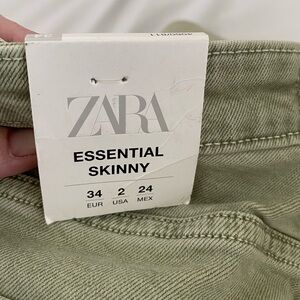 ZARA
ESSENTIAL
SKINNY
34 2 24
EUR USA MEX